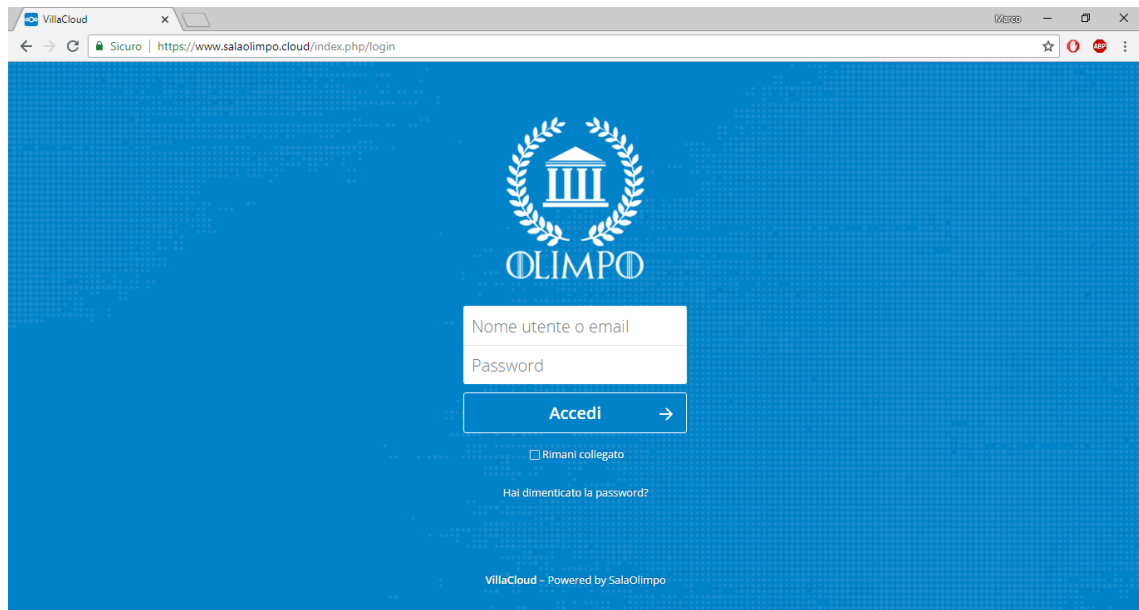 VillaCloud
Marco
Sicuro | https://www.salaolimpo.cloud/index.php/login
ABP
OLIMPO
Nome utente o email
Password
Accedi
Rimani collegato
Hai dimenticato la password?
VillaCloud – Powered by SalaOlimpo